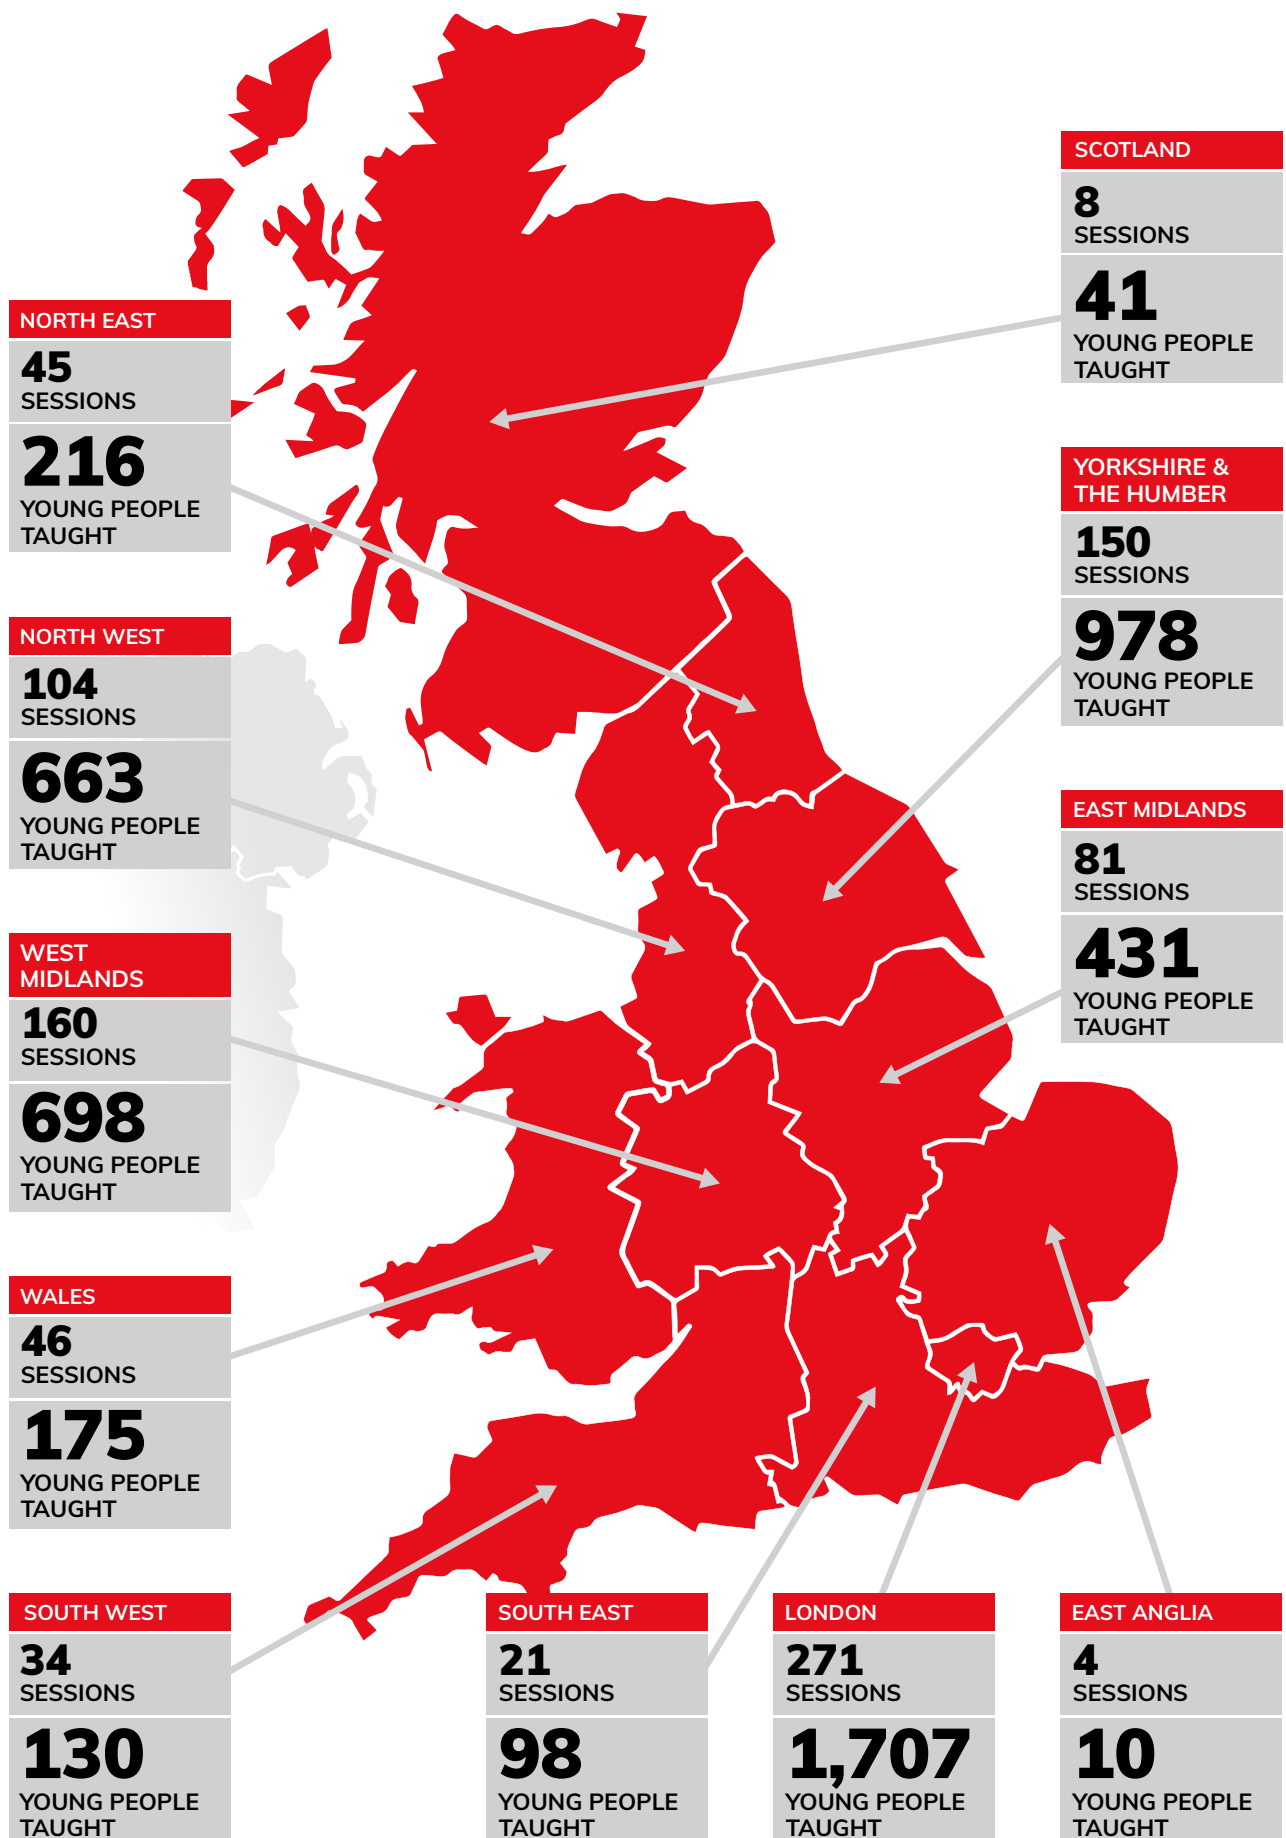 SCOTLAND
8
SESSIONS
41
YOUNG PEOPLE
TAUGHT
NORTH EAST
45
SESSIONS
216
YOUNG PEOPLE
TAUGHT
YORKSHIRE &
THE HUMBER
150
SESSIONS
978
YOUNG PEOPLE
TAUGHT
NORTH WEST
104
SESSIONS
663
YOUNG PEOPLE
TAUGHT
EAST MIDLANDS
81
SESSIONS
431
YOUNG PEOPLE
TAUGHT
WEST
MIDLANDS
160
SESSIONS
698
YOUNG PEOPLE
TAUGHT
WALES
46
SESSIONS
175
YOUNG PEOPLE
TAUGHT
SOUTH WEST
34
SESSIONS
130
YOUNG PEOPLE
TAUGHT
SOUTH EAST
21
SESSIONS
98
YOUNG PEOPLE
TAUGHT
LONDON
271
SESSIONS
1,707
YOUNG PEOPLE
TAUGHT
EAST ANGLIA
4
SESSIONS
10
YOUNG PEOPLE
TAUGHT